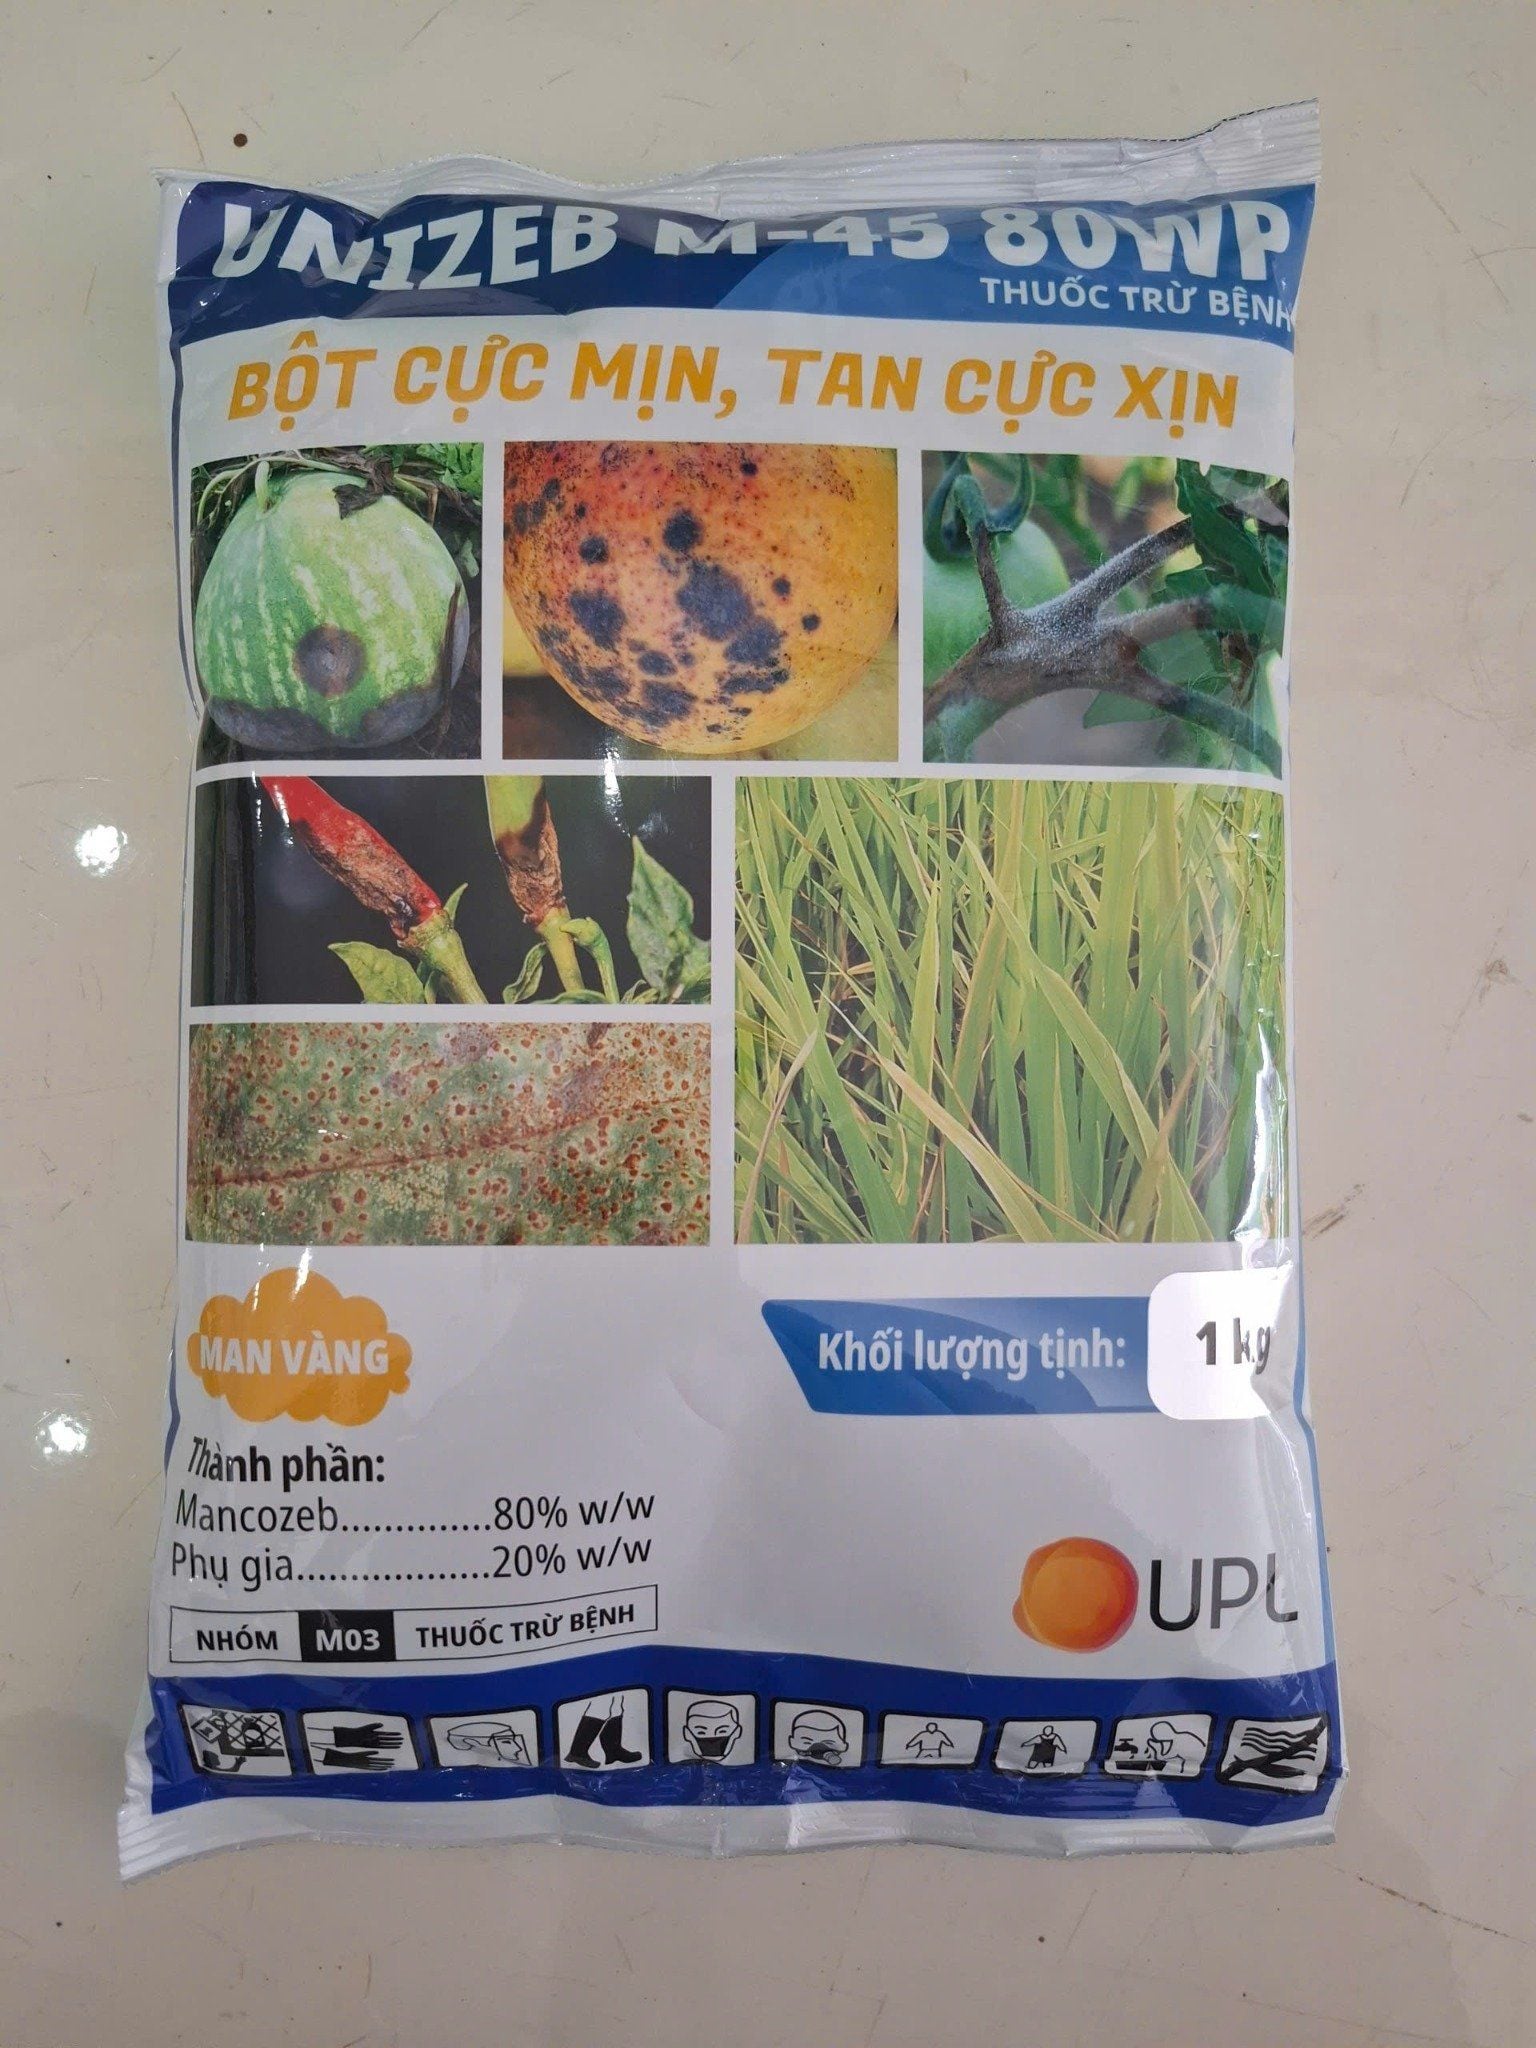 UNIZEB M-45 80WP
THUỐC TRỪ BỆNH
BỘT CỰC MỊN, TAN CỰC XỊN
MAN VÀNG
Khối lượng tịnh: 1 kg
Thành phần:
Mancozeb..............80% w/w
Phụ gia..................20% w/w
NHÓM M03 THUỐC TRỪ BỆNH
UPL